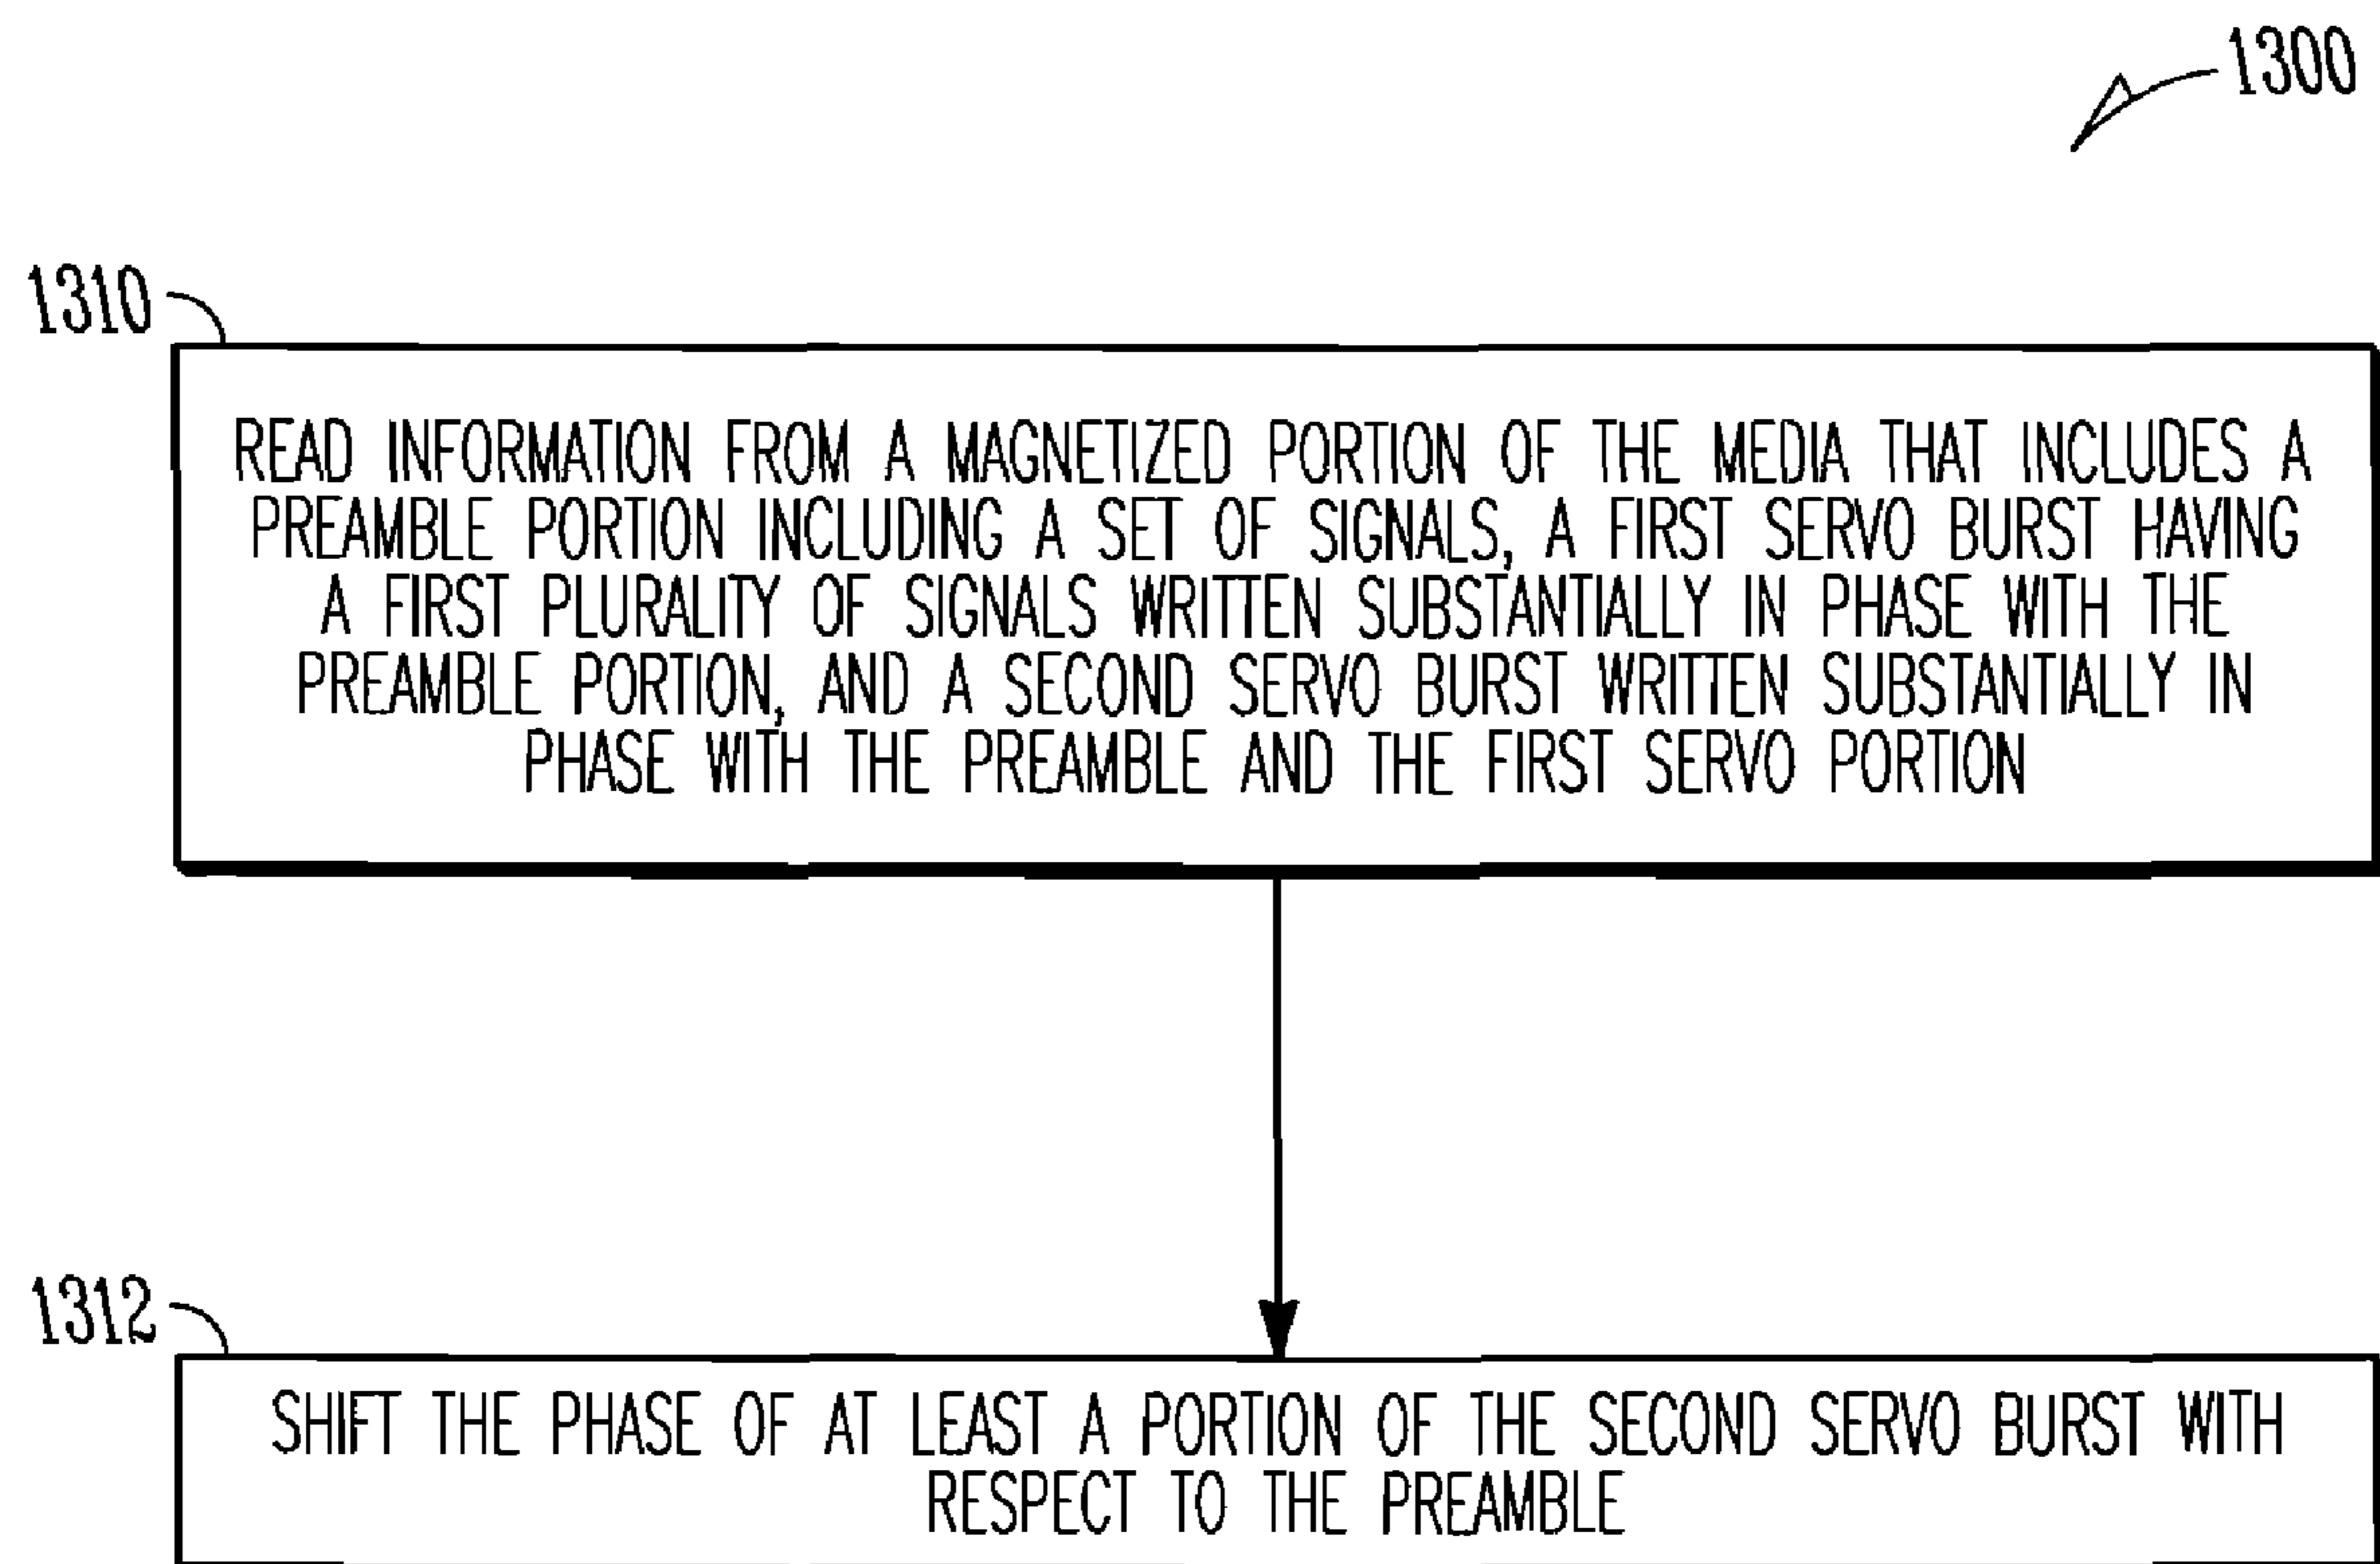 1300
1310
READ INFORMATION FROM A MAGNETIZED PORTION OF THE MEDIA THAT INCLUDES A
PREAMBLE PORTION INCLUDING A SET OF SIGNALS, A FIRST SERVO BURST HAVING
A FIRST PLURALITY OF SIGNALS WRITTEN SUBSTANTIALLY IN PHASE WITH THE
PREAMBLE PORTION, AND A SECOND SERVO BURST WRITTEN SUBSTANTIALLY IN
PHASE WITH THE PREAMBLE AND THE FIRST SERVO PORTION
1312
SHIFT THE PHASE OF AT LEAST A PORTION OF THE SECOND SERVO BURST WITH
RESPECT TO THE PREAMBLE